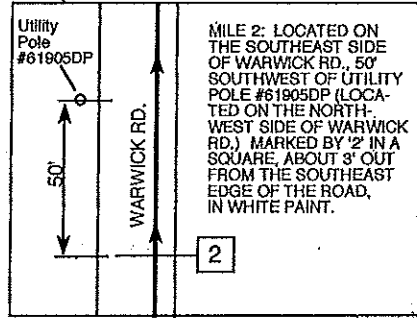 Utility
Pole
#61905DP
50'
WARWICK RD.
2
MILE 2: LOCATED ON
THE SOUTHEAST SIDE
OF WARWICK RD., 50'
SOUTHWEST OF UTILITY
POLE #61905DP (LOCA-
TED ON THE NORTH-
WEST SIDE OF WARWICK
RD.) MARKED BY '2' IN A
SQUARE, ABOUT 3' OUT
FROM THE SOUTHEAST
EDGE OF THE ROAD,
IN WHITE PAINT.